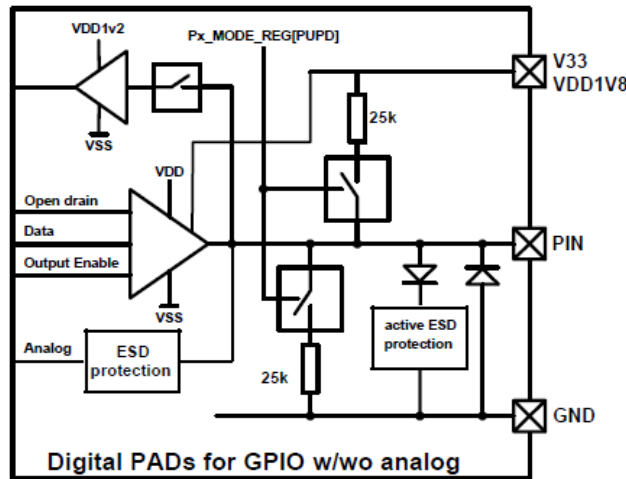 VDD1v2
Px_MODE_REG[PUPD]
V33
VDD1V8
25k
VSS
VDD
Open drain
Data
PIN
Output Enable
VSS
active ESD
protection
Analog
ESD
protection
25k
GND
Digital PADs for GPIO w/wo analog